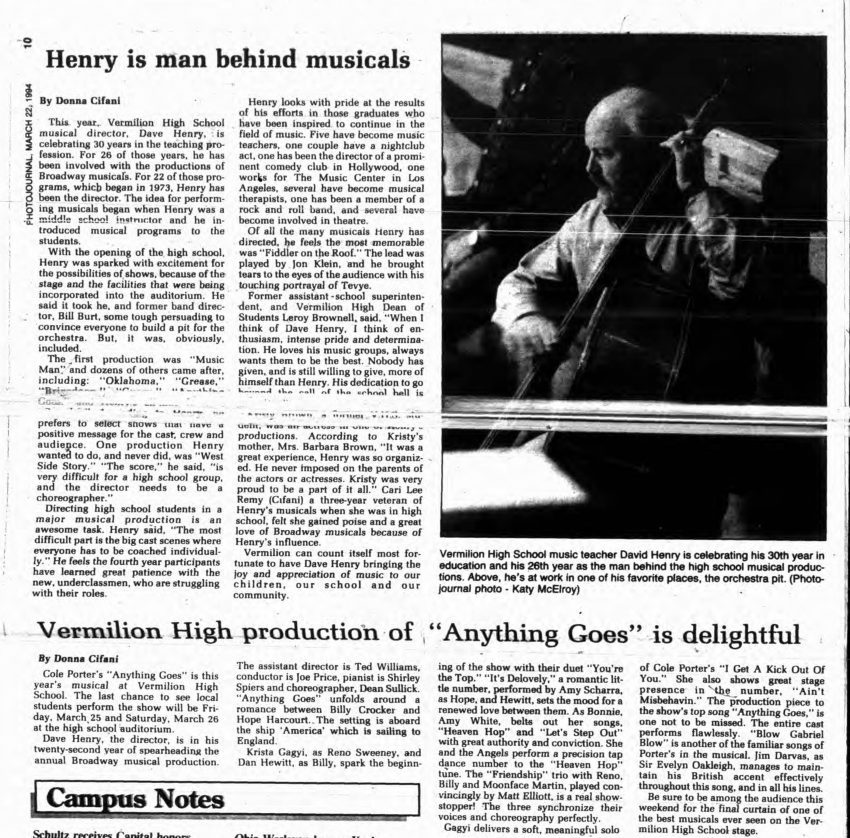 10
PHOTOJOURNAL, MARCH 22, 1994
Henry is man behind musicals
By Donna Cifani
This year, Vermilion High School
musical director, Dave Henry, is
celebrating 30 years in the teaching pro-
fession. For 26 of those years, he has
been involved with the productions of
Broadway musicals. For 22 of those pro-
grams, which began in 1973, Henry has
been the director. The idea for perform-
ing musicals began when Henry was a
middle school instructor and he in-
troduced musical programs to the
students.
With the opening of the high school,
Henry was sparked with excitement for
the possibilities of shows, because of the
stage and the facilities that were being
incorporated into the auditorium. He
said it took he, and former band direc-
tor, Bill Burt, some tough persuading to
convince everyone to build a pit for the
orchestra. But, it was, obviously,
included.
The first production was "Music
Man" and dozens of others came after,
including: "Oklahoma," "Grease,"
prefers to select shows that have a
positive message for the cast, crew and
audience. One production Henry
wanted to do, and never did, was "West
Side Story." "The score," he said, "is
very difficult for a high school group,
and the director needs to be a
choreographer."
Directing high school students in a
major musical production is an
awesome task. Henry said, "The most
difficult part is the big cast scenes where
everyone has to be coached individual-
ly." He feels the fourth year participants
have learned great patience with the
new, underclassmen, who are struggling
with their roles.
Henry looks with pride at the results
of his efforts in those graduates who
have been inspired to continue in the
field of music. Five have become music
teachers, one couple have a nightclub
act, one has been the director of a promi-
nent comedy club in Hollywood, one
works for The Music Center in Los
Angeles, several have become musical
therapists, one has been a member of a
rock and roll band, and several have
become involved in theatre.
Of all the many musicals Henry has
directed, he feels the most memorable
was "Fiddler on the Roof." The lead was
played by Jon Klein, and he brought
tears to the eyes of the audience with his
touching portrayal of Tevye.
Former assistant school superinten-
dent, and Vermilion High Dean of
Students Leroy Brownell, said, "When I
think of Dave Henry, I think of en-
thusiasm, intense pride and determina-
tion. He loves his music groups, always
wants them to be the best. Nobody has
given, and is still willing to give, more of
himself than Henry. His dedication to go
beyond the call of the school bell is
productions. According to Kristy's
mother, Mrs. Barbara Brown, "It was a
great experience, Henry was so organiz-
ed. He never imposed on the parents of
the actors or actresses. Kristy was very
proud to be a part of it all." Cari Lee
Remy (Cifani) a three-year veteran of
Henry's musicals when she was in high
school, felt she gained poise and a great
love of Broadway musicals because of
Henry's influence.
Vermilion can count itself most for-
tunate to have Dave Henry bringing the
joy and appreciation of music to our
children, our school and our
community.
Vermilion High School music teacher David Henry is celebrating his 30th year in
education and his 26th year as the man behind the high school musical produc-
tions. Above, he's at work in one of his favorite places, the orchestra pit. (Photo-
journal photo - Katy McElroy)
Vermilion High production of "Anything Goes" is delightful
By Donna Cifani
Cole Porter's "Anything Goes" is this
year's musical at Vermilion High
School. The last chance to see local
students perform the show will be Fri-
day, March 25 and Saturday, March 26
at the high school auditorium.
Dave Henry, the director, is in his
twenty-second year of spearheading the
annual Broadway musical production.
The assistant director is Ted Williams,
conductor is Joe Price, pianist is Shirley
Spiers and choreographer, Dean Sullick.
"Anything Goes" unfolds around a
romance between Billy Crocker and
Hope Harcourt. The setting is aboard
the ship 'America' which is sailing to
England.
Krista Gagyi, as Reno Sweeney, and
Dan Hewitt, as Billy, spark the beginn-
ing of the show with their duet "You're
the Top." "It's Delovely," a romantic lit-
tle number, performed by Amy Scharra,
as Hope, and Hewitt, sets the mood for a
renewed love between them. As Bonnie,
Amy White, belts out her songs,
"Heaven Hop" and "Let's Step Out"
with great authority and conviction. She
and the Angels perform a precision tap
dance number to the "Heaven Hop"
tune. The "Friendship" trio with Reno,
Billy and Moonface Martin, played con-
vincingly by Matt Elliott, is a real show-
stopper! The three synchronize their
voices and choreography perfectly.
Gagyi delivers a soft, meaningful solo
of Cole Porter's "I Get A Kick Out Of
You." She also shows great stage
presence in the number, "Ain't
Misbehavin." The production piece to
the show's top song "Anything Goes," is
one not to be missed. The entire cast
performs flawlessly. "Blow Gabriel
Blow" is another of the familiar songs of
Porter's in the musical. Jim Darvas, as
Sir Evelyn Oakleigh, manages to main-
tain his British accent effectively
throughout this song, and in all his lines.
Be sure to be among the audience this
weekend for the final curtain of one of
the best musicals ever seen on the Ver-
milion High School stage.
Campus Notes
Schultz receives Capital honors